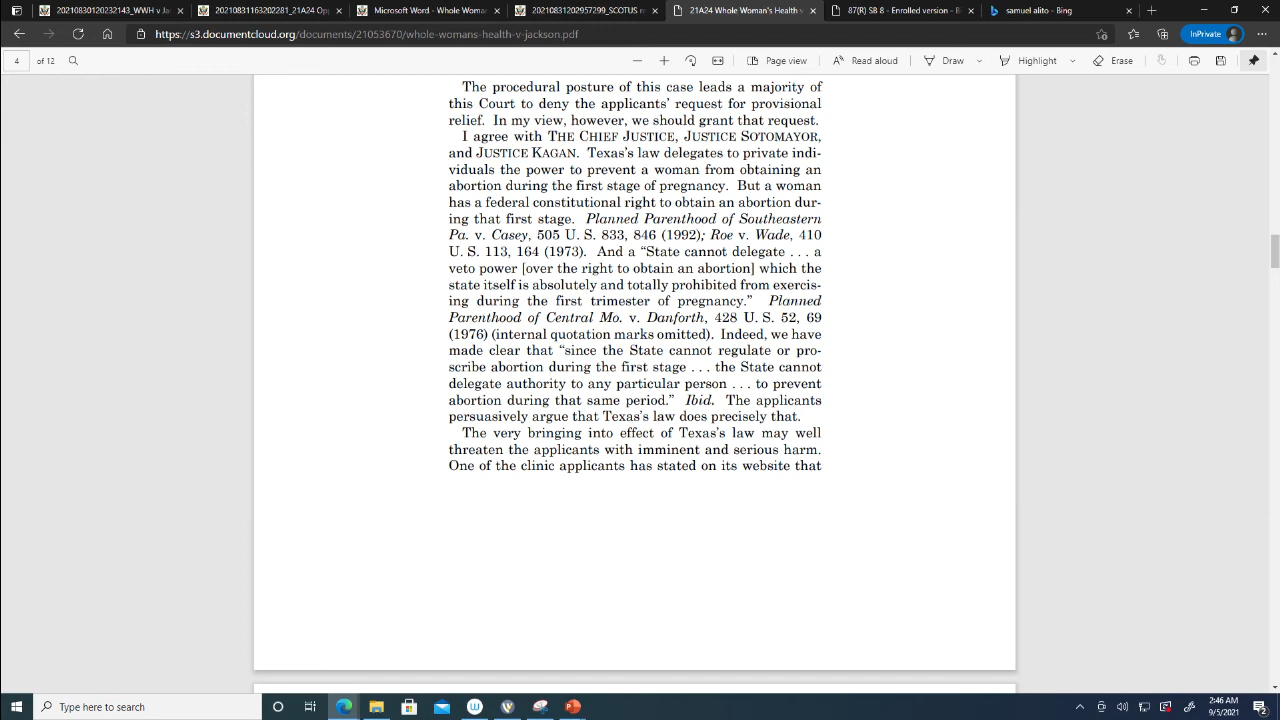 20210830102232143_WWH v Ja
20210831163202281_21A24 Opp
Microsoft Word - Whole Woma
20210831202957299_SCOTUS m
21A24 Whole Woman's Health v
87(R) SB 8 - Enrolled version - B
samuel alito - Bing
https://s3.documentcloud.org/documents/21053670/whole-womans-health-v-jackson.pdf
InPrivate
4 of 12
Page view
Read aloud
Draw
Highlight
Erase
The procedural posture of this case leads a majority of
this Court to deny the applicants' request for provisional
relief. In my view, however, we should grant that request.
I agree with THE CHIEF JUSTICE, JUSTICE SOTOMAYOR,
and JUSTICE KAGAN. Texas's law delegates to private indi-
viduals the power to prevent a woman from obtaining an
abortion during the first stage of pregnancy. But a woman
has a federal constitutional right to obtain an abortion dur-
ing that first stage. Planned Parenthood of Southeastern
Pa. v. Casey, 505 U. S. 833, 846 (1992); Roe v. Wade, 410
U. S. 113, 164 (1973). And a “State cannot delegate . . . a
veto power [over the right to obtain an abortion] which the
state itself is absolutely and totally prohibited from exercis-
ing during the first trimester of pregnancy.” Planned
Parenthood of Central Mo. v. Danforth, 428 U. S. 52, 69
(1976) (internal quotation marks omitted). Indeed, we have
made clear that “since the State cannot regulate or pro-
scribe abortion during the first stage . . . the State cannot
delegate authority to any particular person . . . to prevent
abortion during that same period.” Ibid. The applicants
persuasively argue that Texas's law does precisely that.
The very bringing into effect of Texas's law may well
threaten the applicants with imminent and serious harm.
One of the clinic applicants has stated on its website that
Type here to search
2:46 AM
9/5/2021
2